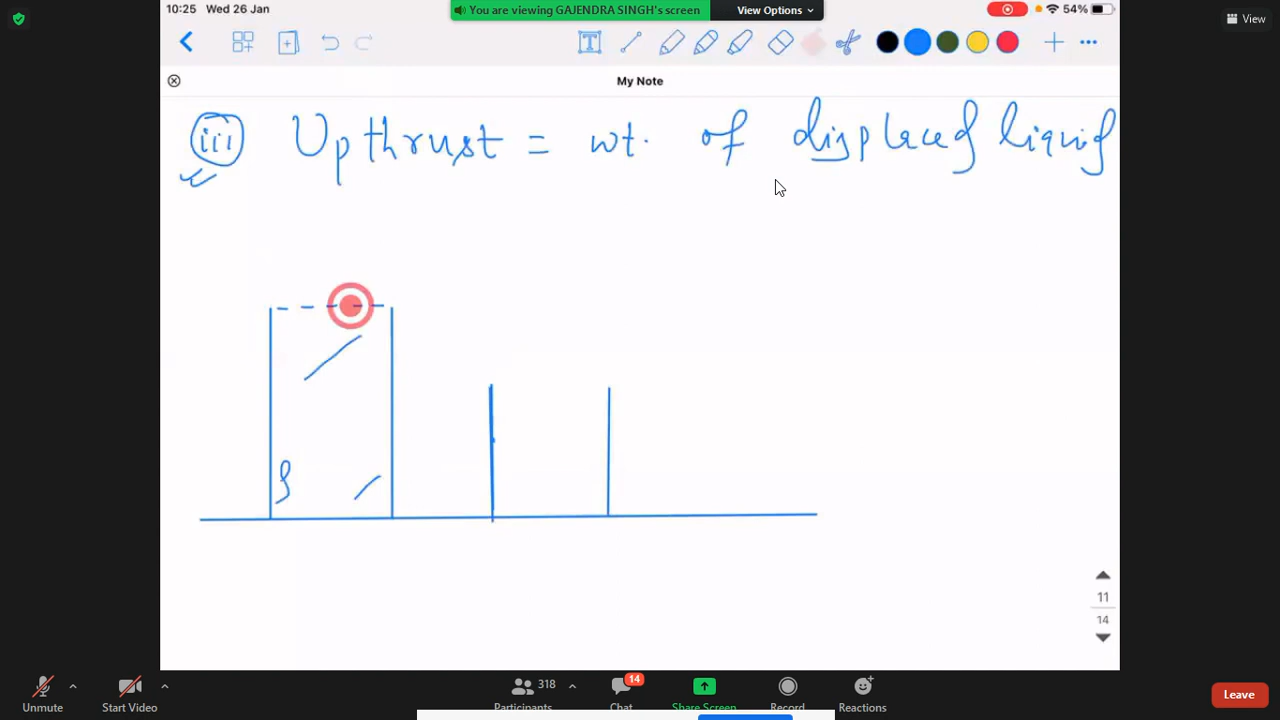 10:25 Wed 26 Jan
You are viewing GAJENDRA SINGH's screen
View Options
54%
View
My Note
(iii) Upthrust = wt. of displaced liquid
ρ
11
14
318
14
Unmute
Start Video
Participants
Chat
Share Screen
Record
Reactions
Leave